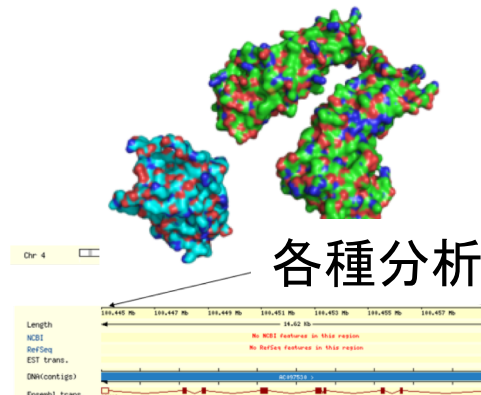 各種分析
Chr 4
100.445 Mb 100.447 Mb 100.449 Mb 100.451 Mb 100.453 Mb 100.455 Mb 100.457 Mb
Length 14.62 Kb
NCBI No NCBI features in this region
RefSeq No RefSeq features in this region
EST trans.
DNA(contigs)
Ensembl trans